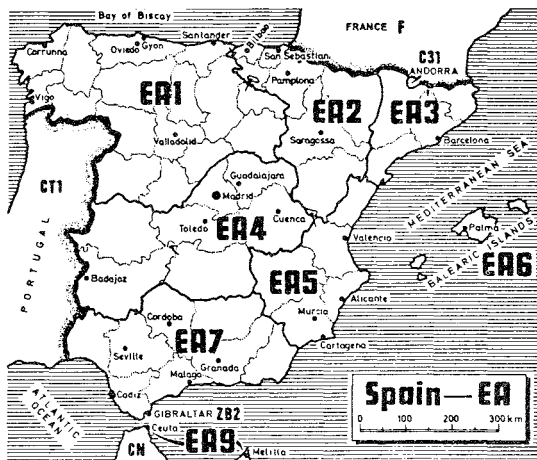 Bay of Biscay
FRANCE F
Corrunna
Oviedo
Gyon
Santander
Bilbao
San Sebastian
C31
ANDORRA
Pamplona
Vigo
EA1
EA2
EA3
Valladolid
Saragossa
Barcelona
CT1
PORTUGAL
Guadalajara
Madrid
MEDITERRANEAN SEA
Toledo
EA4
Cuenca
Valencia
Palma
BALEARIC ISLANDS
EA6
Badajoz
EA5
Alicante
Murcia
Cordoba
EA7
Cartagena
Seville
Granada
Malaga
Cadiz
ATLANTIC OCEAN
GIBRALTAR ZB2
Ceuta
CN
EA9
Melilla
Spain—EA
0 100 200 300 km